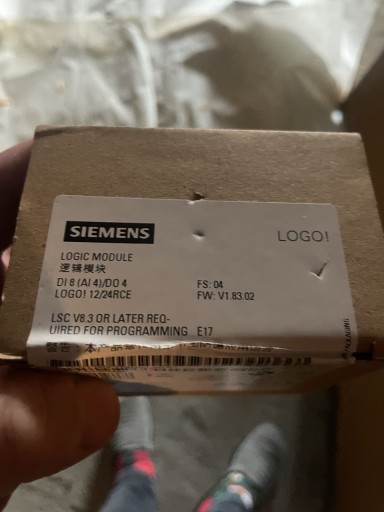 SIEMENS
LOGO!
LOGIC MODULE
逻辑模块
DI 8 (AI 4)/DO 4
FS: 04
LOGO! 12/24RCE
FW: V1.83.02
LSC V8.3 OR LATER REQ-
UIRED FOR PROGRAMMING E17
警告